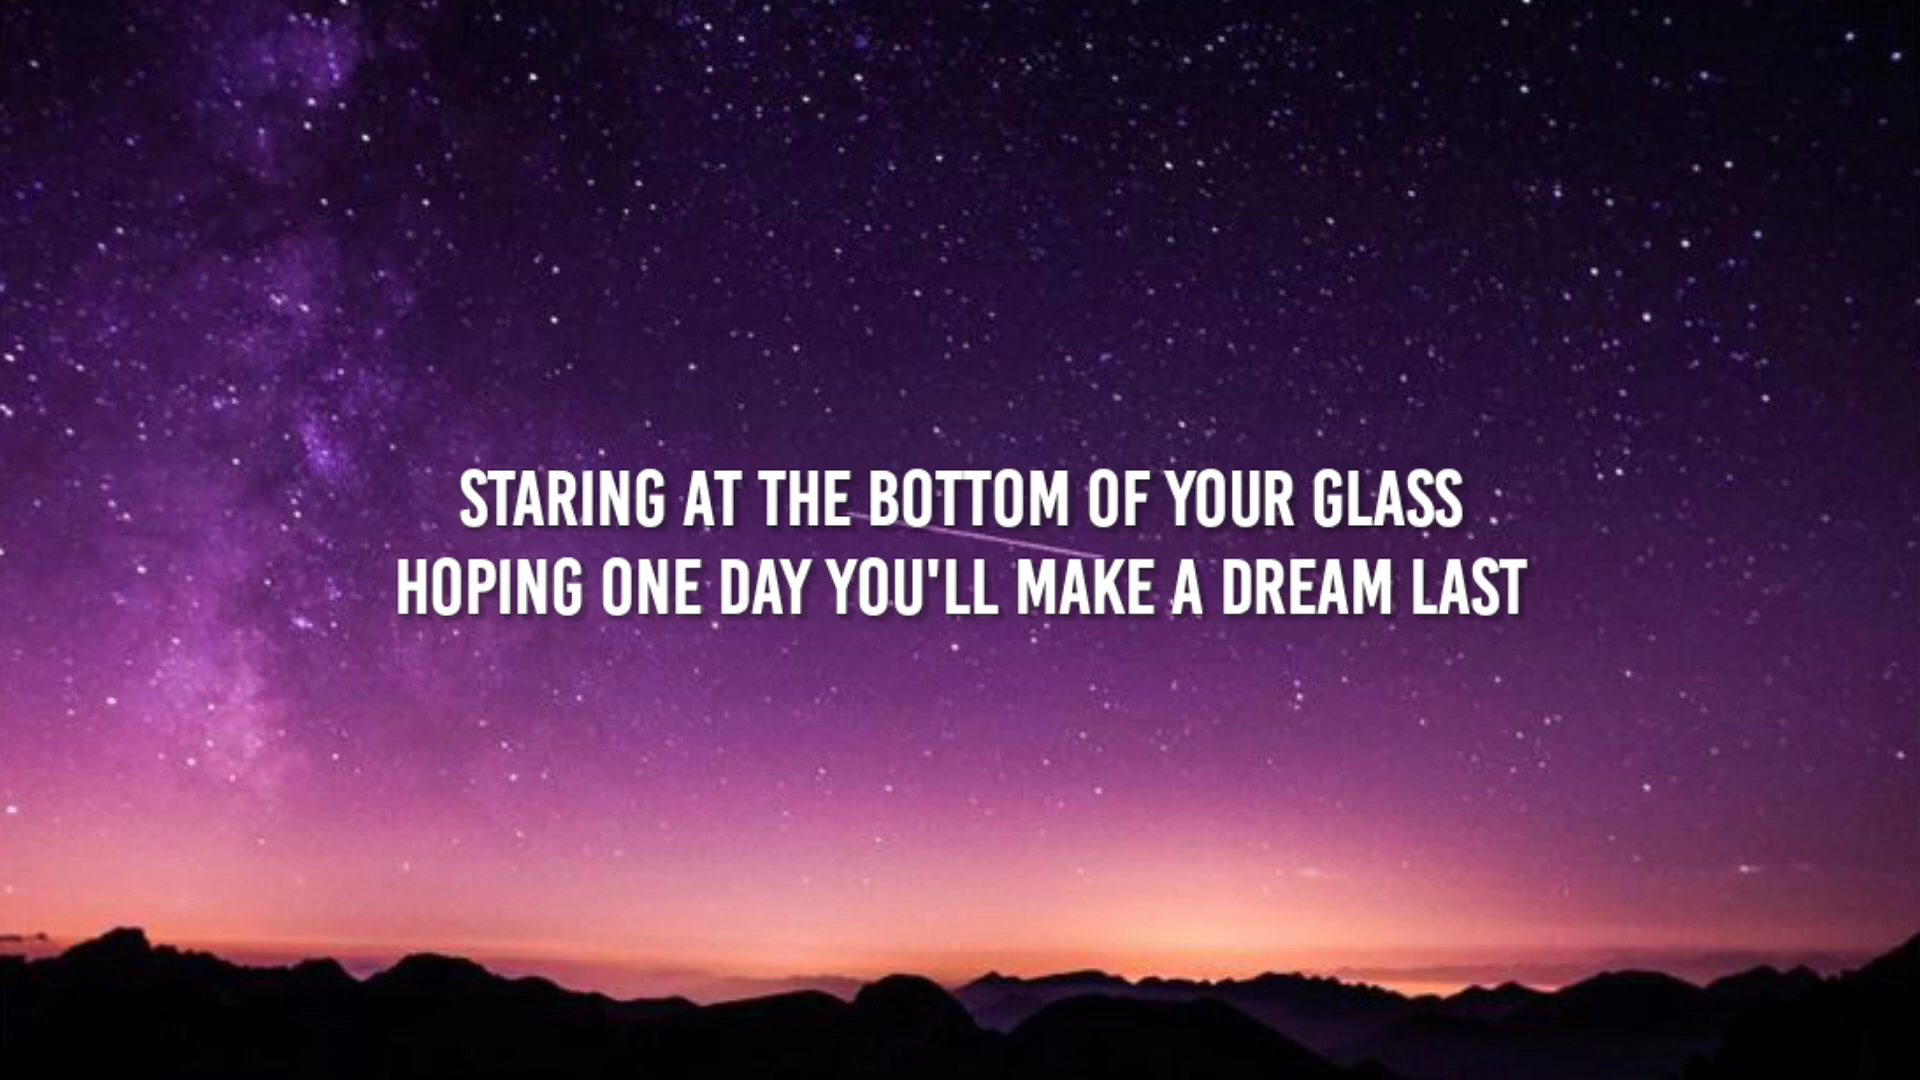 STARING AT THE BOTTOM OF YOUR GLASS
HOPING ONE DAY YOU'LL MAKE A DREAM LAST